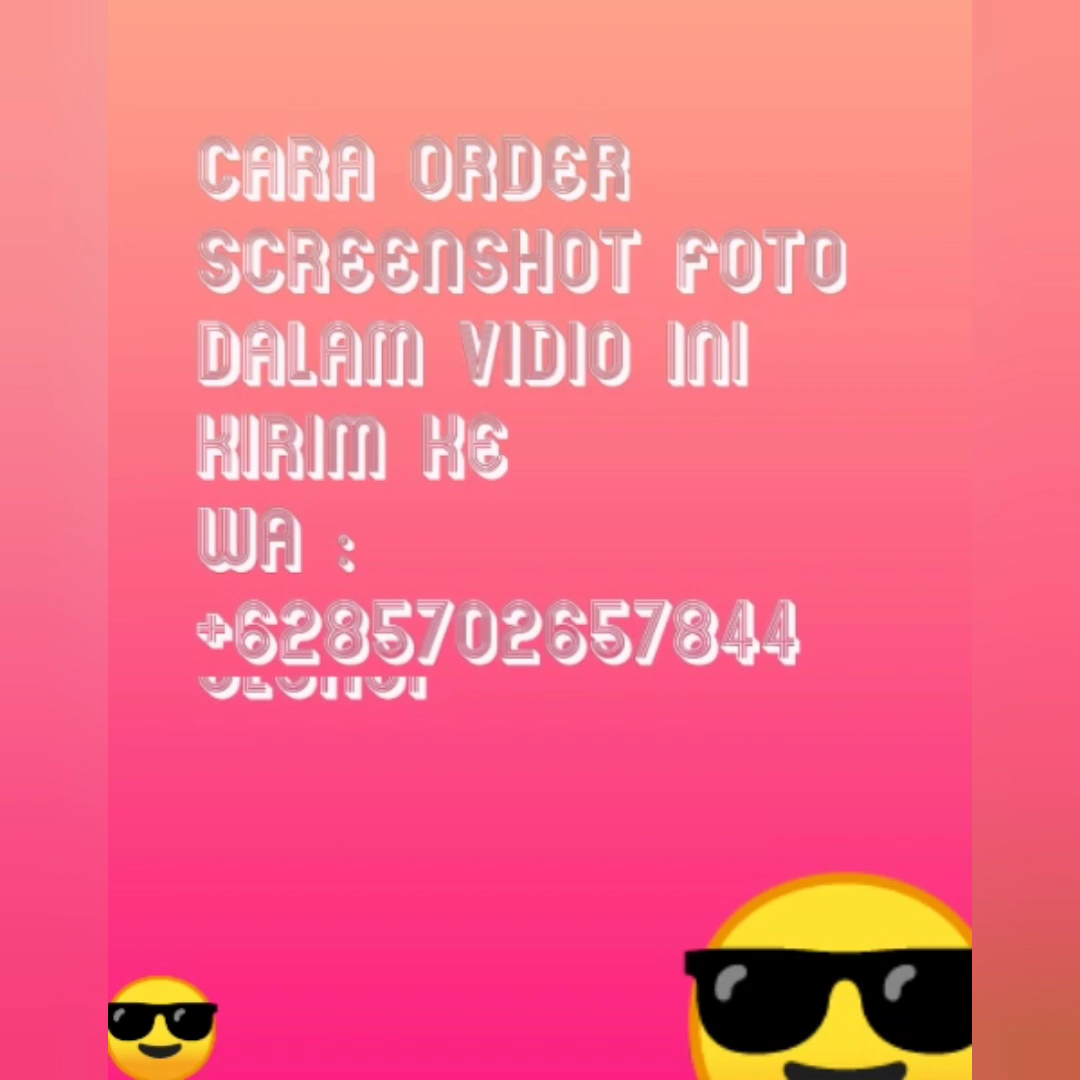 CARA ORDER
SCREENSHOT FOTO
DALAM VIDIO INI
KIRIM KE
WA :
+6285702657844